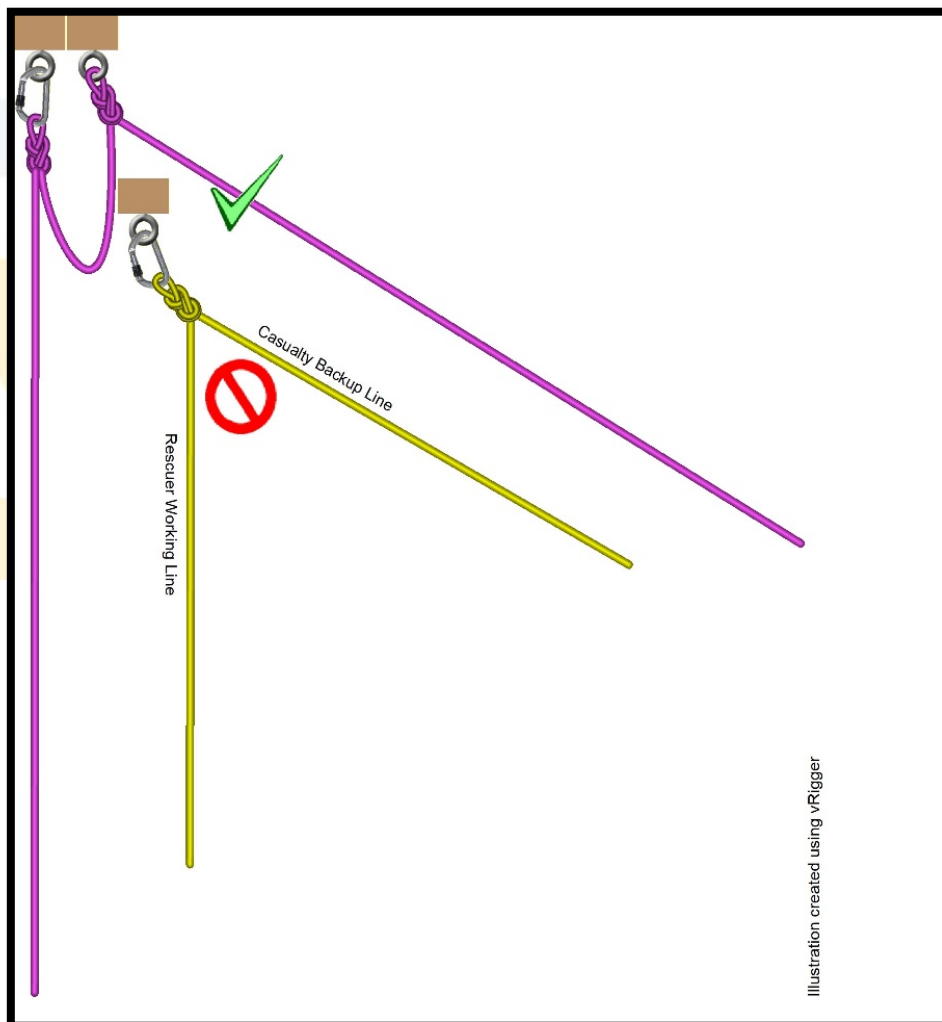 Casualty Backup Line
Rescuer Working Line
Illustration created using vRigger